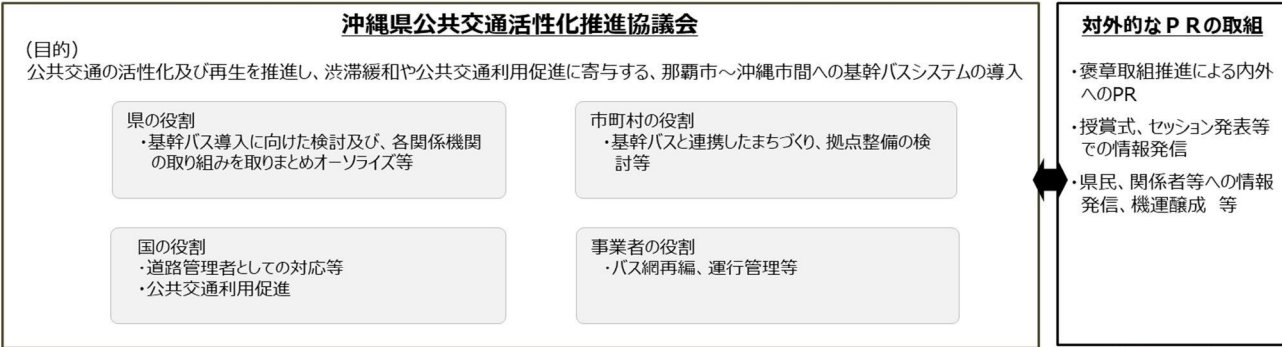 沖縄県公共交通活性化推進協議会
(目的)
公共交通の活性化及び再生を推進し、渋滞緩和や公共交通利用促進に寄与する、那覇市～沖縄市間への基幹バスシステムの導入
県の役割
・基幹バス導入に向けた検討及び、各関係機関
の取り組みを取りまとめオーソライズ等
市町村の役割
・基幹バスと連携したまちづくり、拠点整備の検
討等
国の役割
・道路管理者としての対応等
・公共交通利用促進
事業者の役割
・バス網再編、運行管理等
対外的なＰＲの取組
・褒章取組推進による内外
へのPR
・授賞式、セッション発表等
での情報発信
・県民、関係者等への情報
発信、機運醸成　等